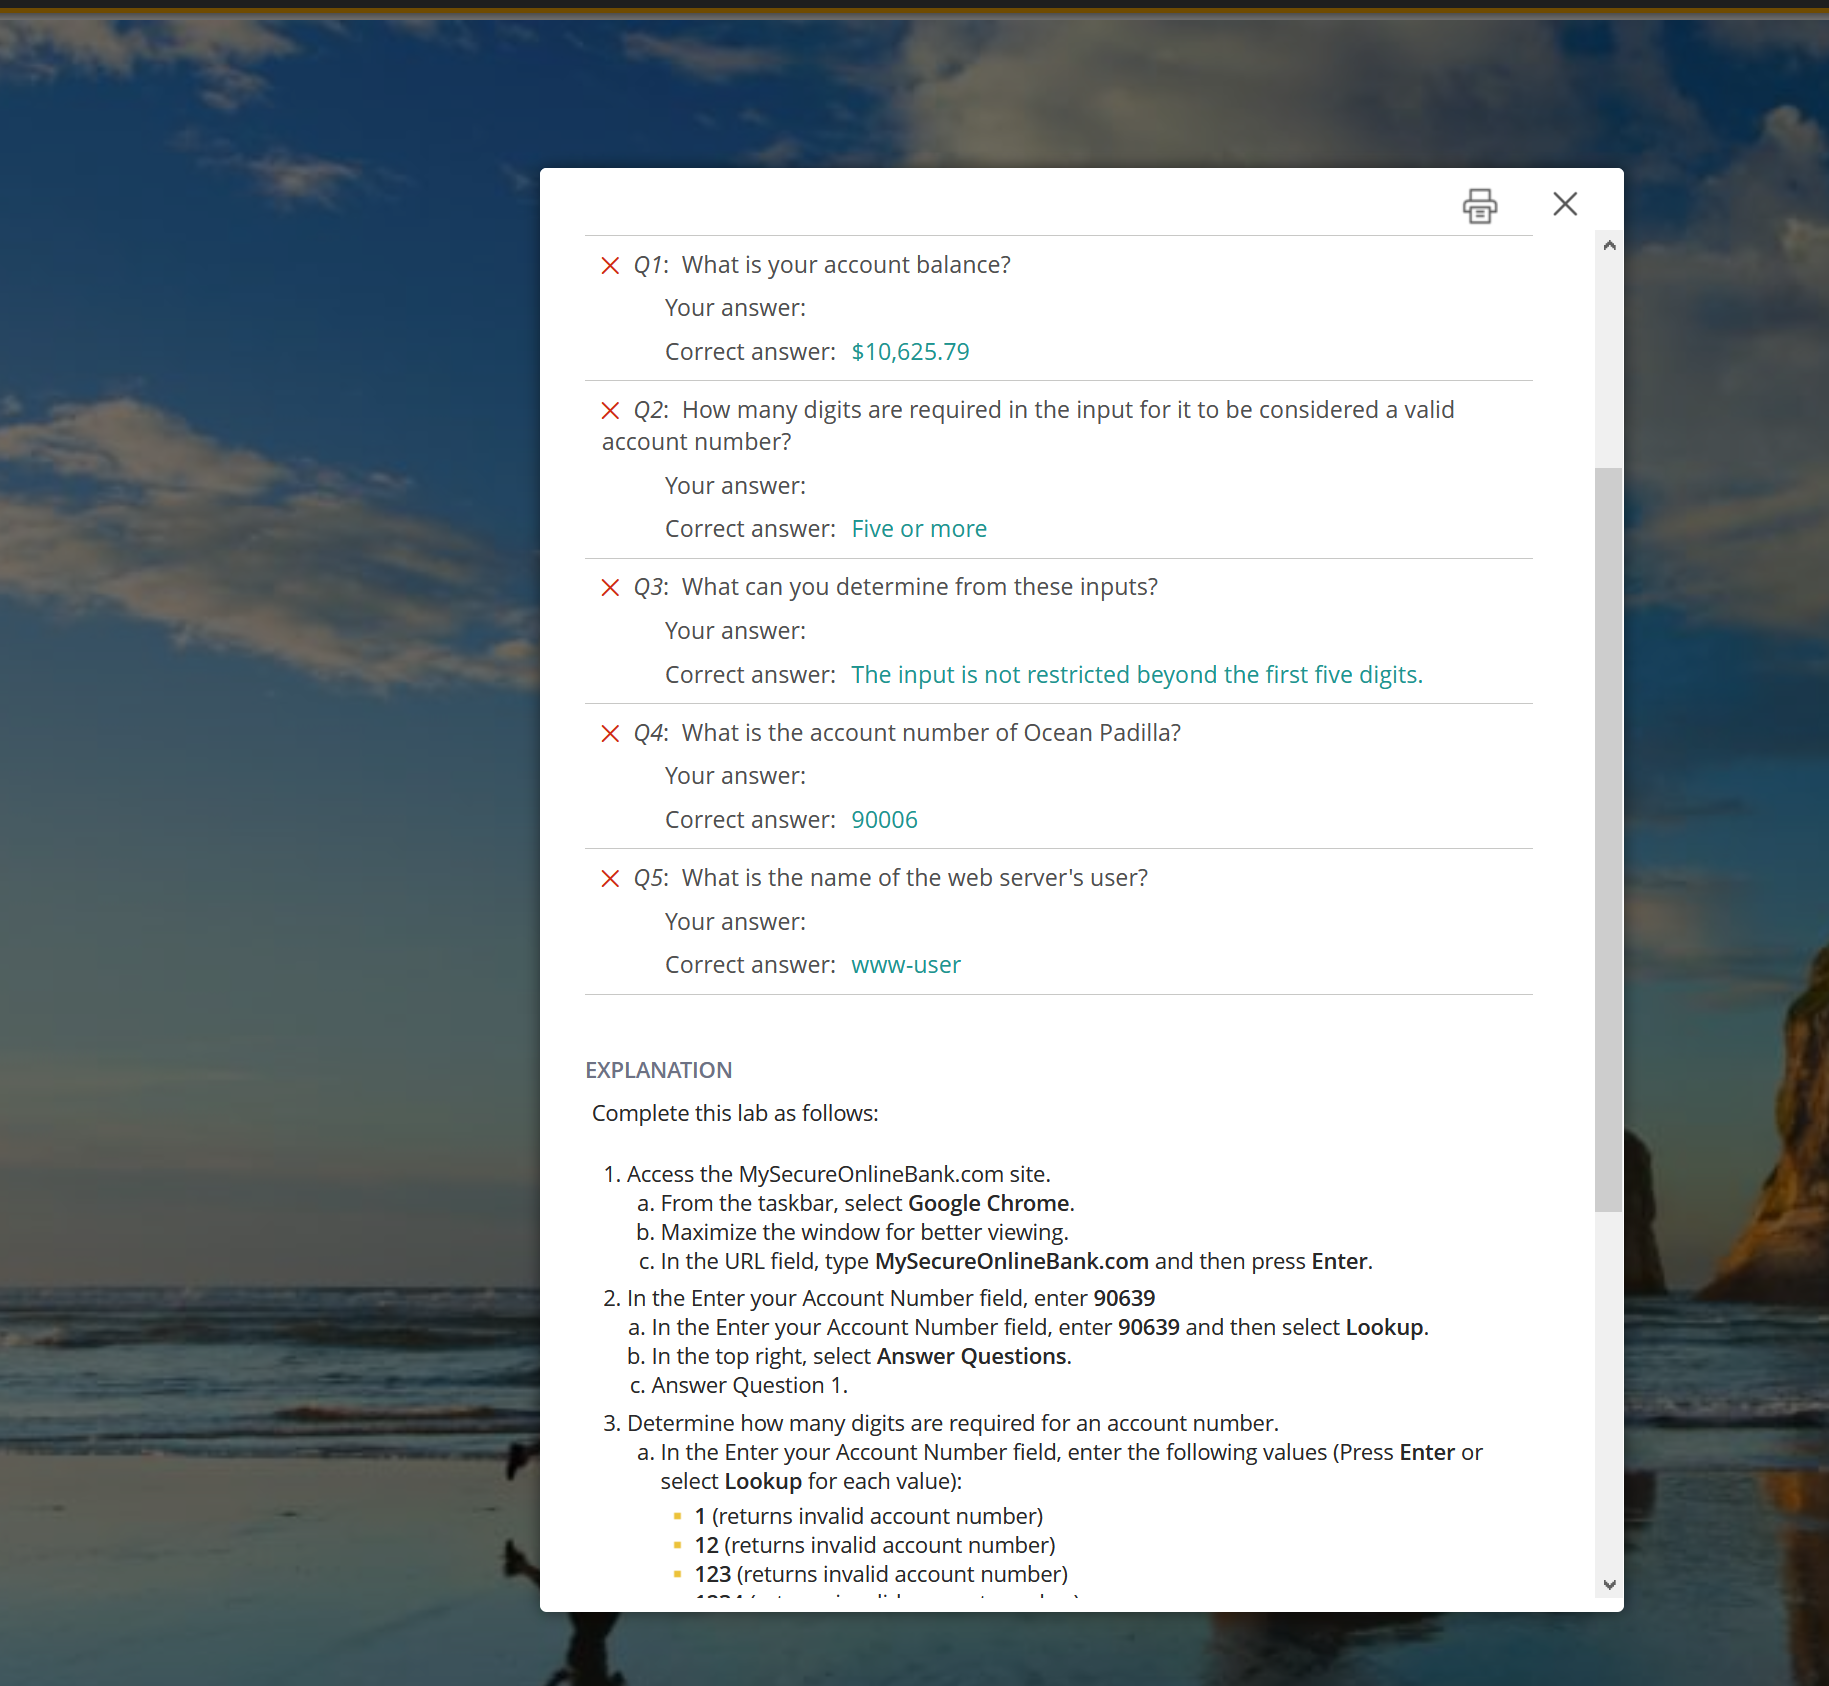 Q1: What is your account balance?
Your answer:
Correct answer: $10,625.79
Q2: How many digits are required in the input for it to be considered a valid
account number?
Your answer:
Correct answer: Five or more
Q3: What can you determine from these inputs?
Your answer:
Correct answer: The input is not restricted beyond the first five digits.
Q4: What is the account number of Ocean Padilla?
Your answer:
Correct answer: 90006
Q5: What is the name of the web server's user?
Your answer:
Correct answer: www-user
EXPLANATION
Complete this lab as follows:
1. Access the MySecureOnlineBank.com site.
a. From the taskbar, select Google Chrome.
b. Maximize the window for better viewing.
c. In the URL field, type MySecureOnlineBank.com and then press Enter.
2. In the Enter your Account Number field, enter 90639
a. In the Enter your Account Number field, enter 90639 and then select Lookup.
b. In the top right, select Answer Questions.
c. Answer Question 1.
3. Determine how many digits are required for an account number.
a. In the Enter your Account Number field, enter the following values (Press Enter or
select Lookup for each value):
1 (returns invalid account number)
12 (returns invalid account number)
123 (returns invalid account number)